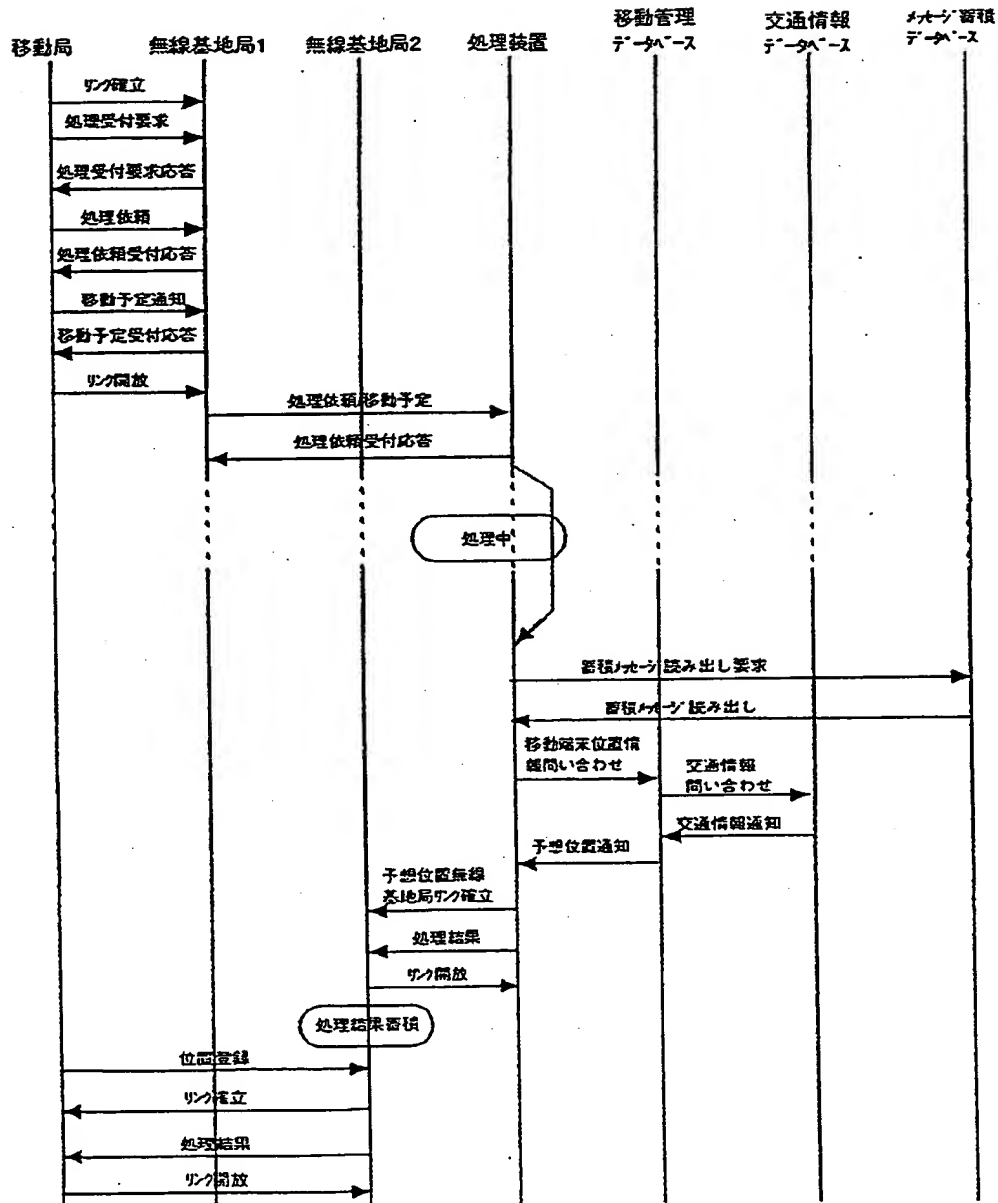 移動局
無線基地局1
無線基地局2
処理装置
移動管理
データベース
交通情報
データベース
メッセージ蓄積
データベース
リンク確立
処理受付要求
処理受付要求応答
処理依頼
処理依頼受付応答
移動予定通知
移動予定受付応答
リンク開放
処理依頼/移動予定
処理依頼受付応答
処理中
蓄積メッセージ読み出し要求
蓄積メッセージ読み出し
移動端末位置情
報問い合わせ
交通情報
問い合わせ
交通情報通知
予想位置通知
予想位置無線
基地局リンク確立
処理結果
リンク開放
処理結果蓄積
位置登録
リンク確立
処理結果
リンク開放